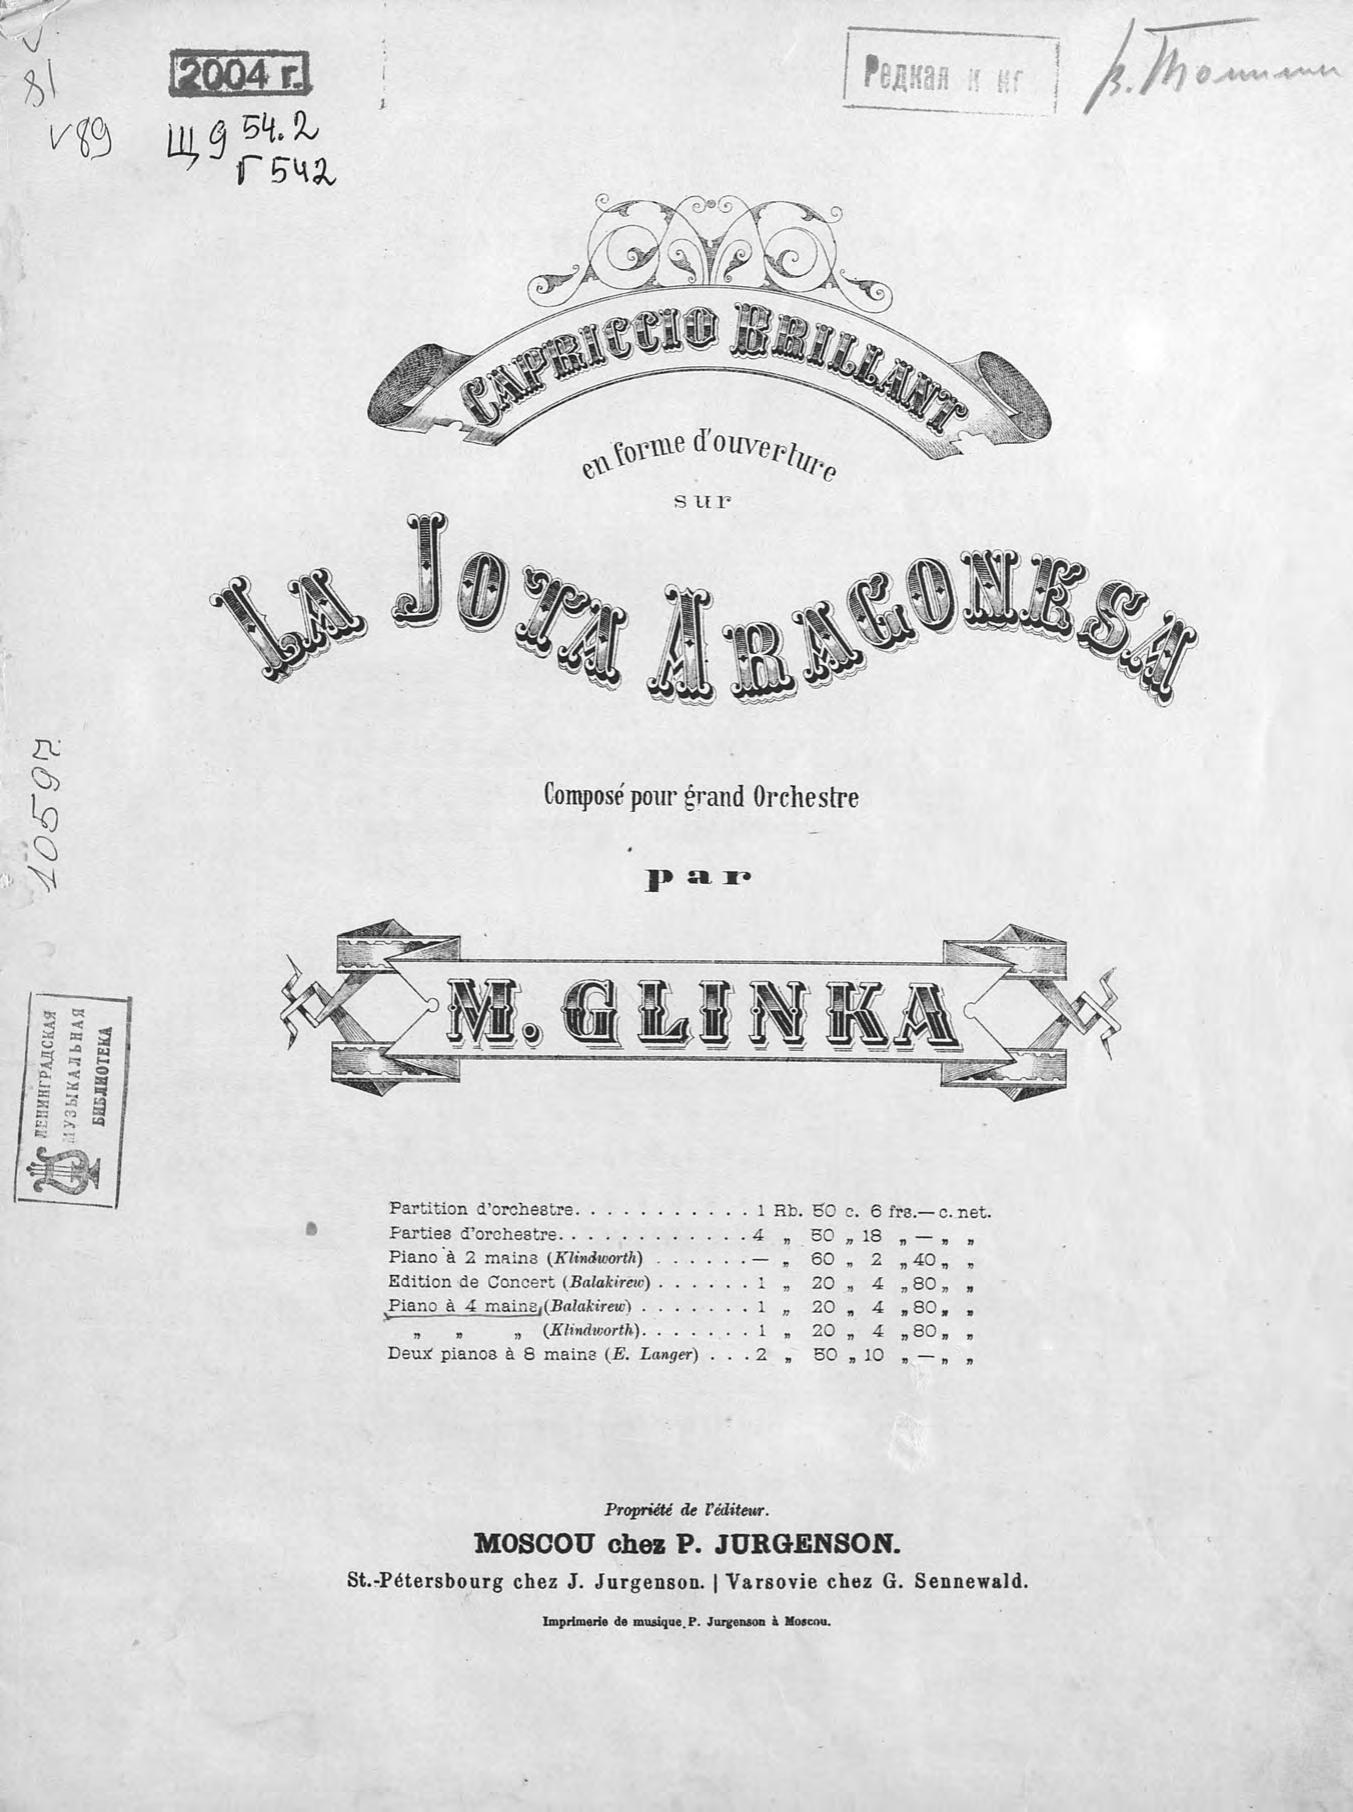 81
v89
2004 г.
Щ9 54.2
Г 542
Редкая кни
CAPRICCIO BRILLANT
en forme d'ouverture
sur
LA JOTA ARAGONESA
Composé pour grand Orchestre
par
M. GLINKA
10597
ЛЕНИНГРАДСКАЯ
МУЗЫКАЛЬНАЯ
БИБЛИОТЕКА
Partition d'orchestre. . . . . . . . . . . . 1 Rb. 50 c. 6 frs.— c. net.
Parties d'orchestre. . . . . . . . . . . . . 4 „ 50 „ 18 „ — „ „
Piano à 2 mains (Klindworth) . . . . . . . — „ 60 „ 2 „ 40 „ „
Edition de Concert (Balakirew) . . . . . . 1 „ 20 „ 4 „ 80 „ „
Piano à 4 mains (Balakirew) . . . . . . . 1 „ 20 „ 4 „ 80 „ „
„ „ „ (Klindworth). . . . . . . 1 „ 20 „ 4 „ 80 „ „
Deux pianos à 8 mains (E. Langer) . . . 2 „ 50 „ 10 „ — „ „
Propriété de l'éditeur.
MOSCOU chez P. JURGENSON.
St.-Pétersbourg chez J. Jurgenson. | Varsovie chez G. Sennewald.
Imprimerie de musique P. Jurgenson à Moscou.